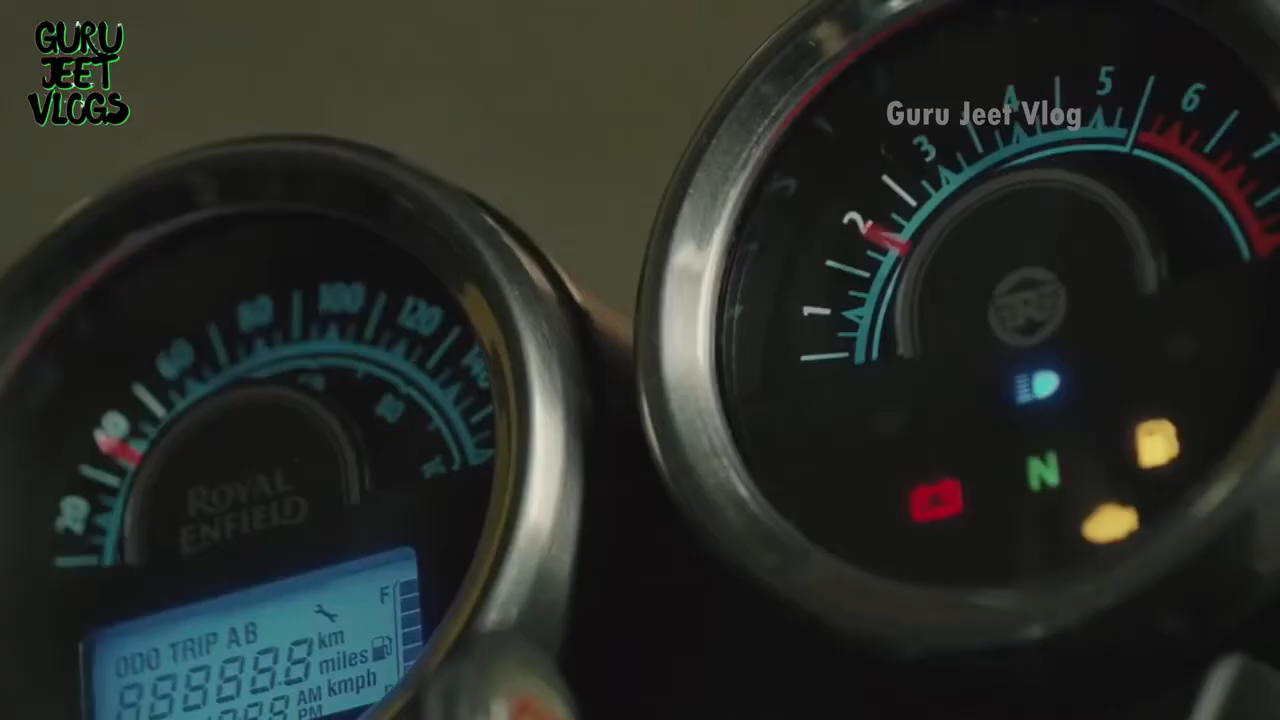 GURU
JEET
VLOGS
Guru Jeet Vlog
1
2
3
4
5
6
7
20
40
60
80
100
120
140
ROYAL
ENFIELD
N
F
ODO TRIP A B
888888
km
miles
AM
PM
kmph